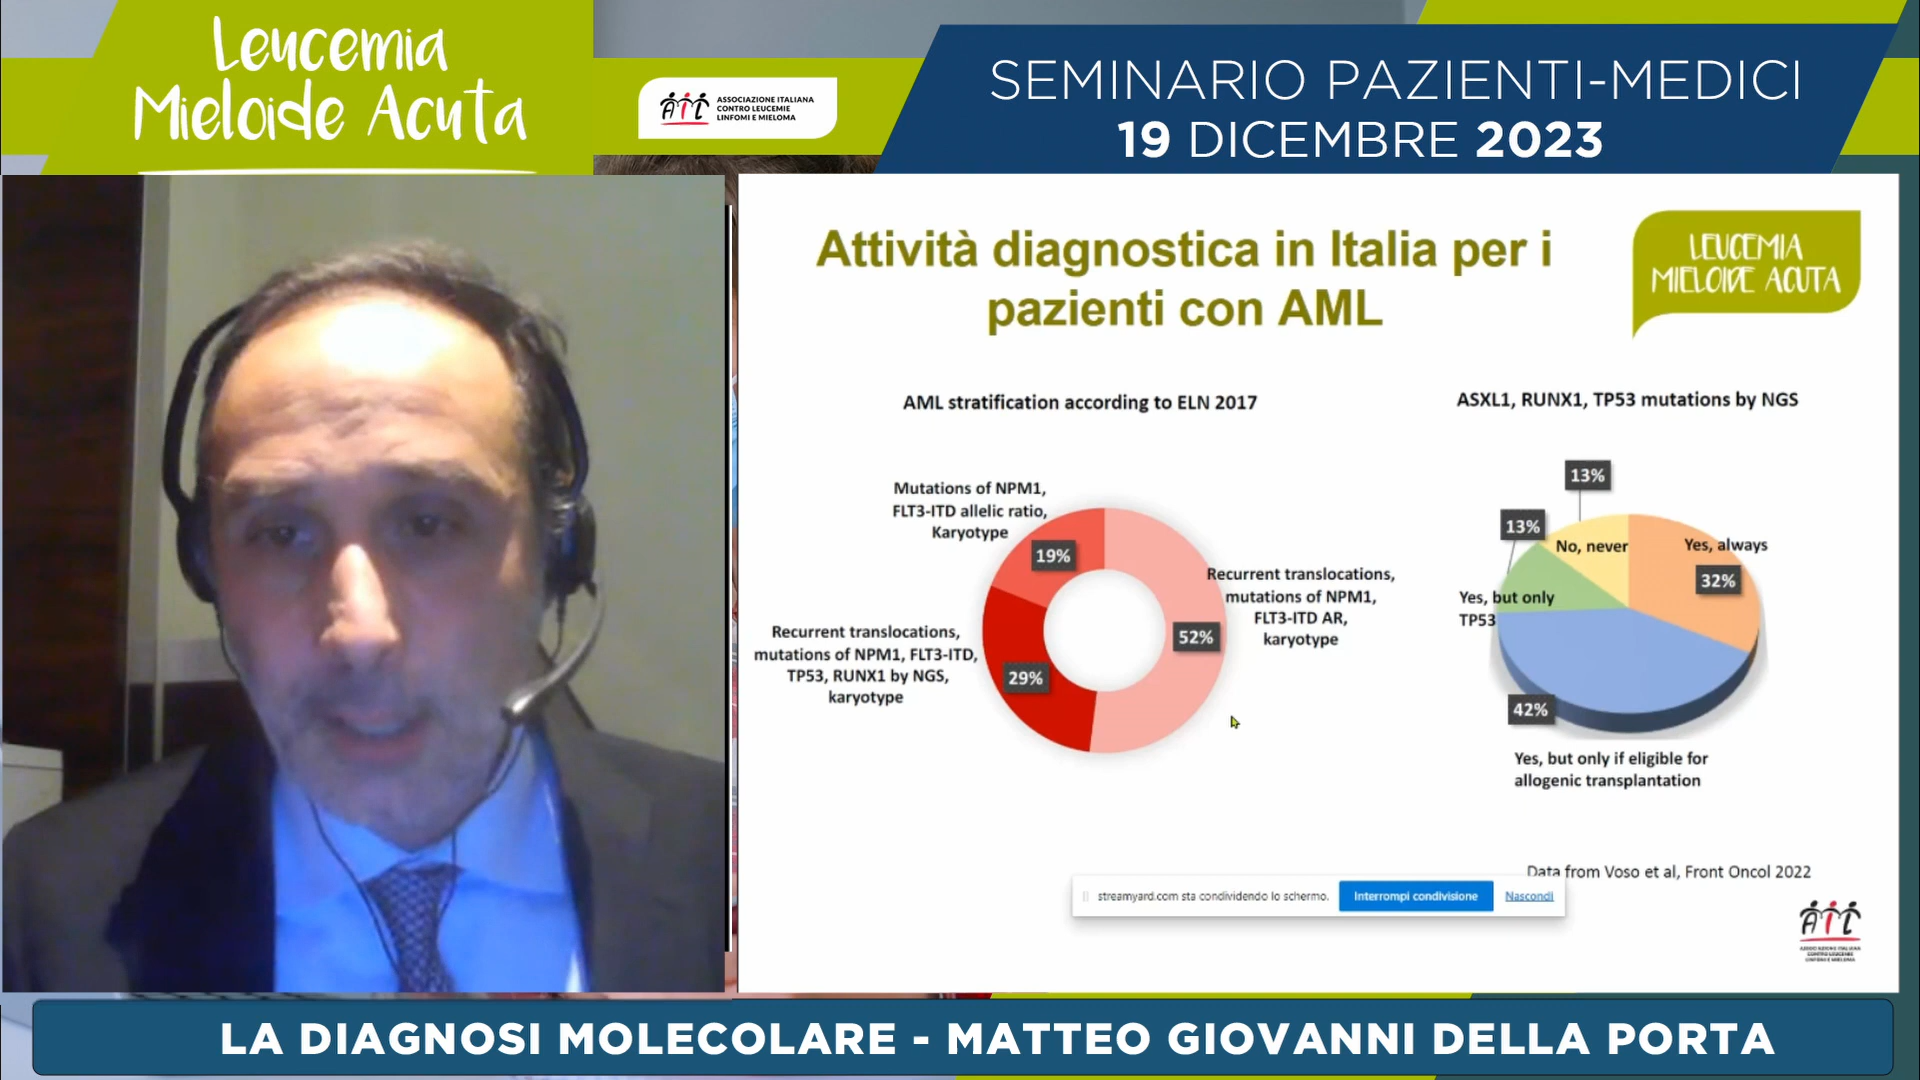 Leucemia
Mieloide Acuta
AIL
ASSOCIAZIONE ITALIANA
CONTRO LEUCEMIE
LINFOMI E MIELOMA
SEMINARIO PAZIENTI-MEDICI
19 DICEMBRE 2023
Attività diagnostica in Italia per i
pazienti con AML
LEUCEMIA
MIELOIDE ACUTA
AML stratification according to ELN 2017
Mutations of NPM1,
FLT3-ITD allelic ratio,
Karyotype
19%
Recurrent translocations,
mutations of NPM1,
FLT3-ITD AR,
karyotype
52%
Recurrent translocations,
mutations of NPM1, FLT3-ITD,
TP53, RUNX1 by NGS,
karyotype
29%
ASXL1, RUNX1, TP53 mutations by NGS
13%
13%
No, never
Yes, always
32%
Yes, but only
TP53
42%
Yes, but only if eligible for
allogenic transplantation
Data from Voso et al, Front Oncol 2022
streamyard.com sta condividendo lo schermo.
Interrompi condivisione
Nascondi
AIL
ASSOCIAZIONE ITALIANA
CONTRO LEUCEMIE
LINFOMI E MIELOMA
LA DIAGNOSI MOLECOLARE - MATTEO GIOVANNI DELLA PORTA